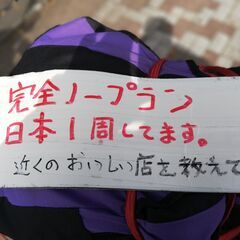 完全ノープラン
日本1周してます。
近くのおいしい店を教えて